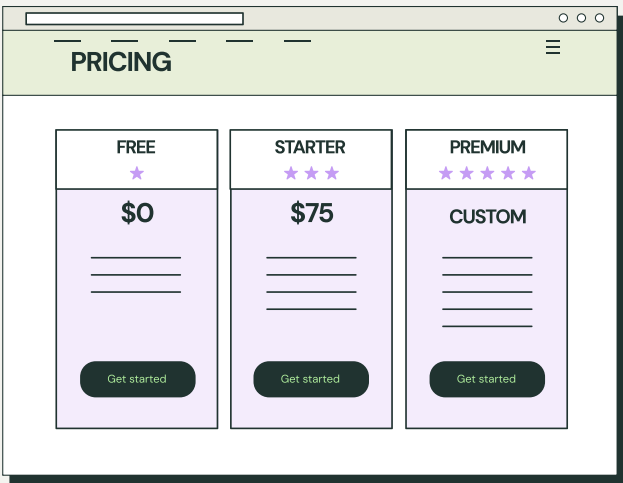 PRICING
FREE
$0
Get started
STARTER
$75
Get started
PREMIUM
CUSTOM
Get started